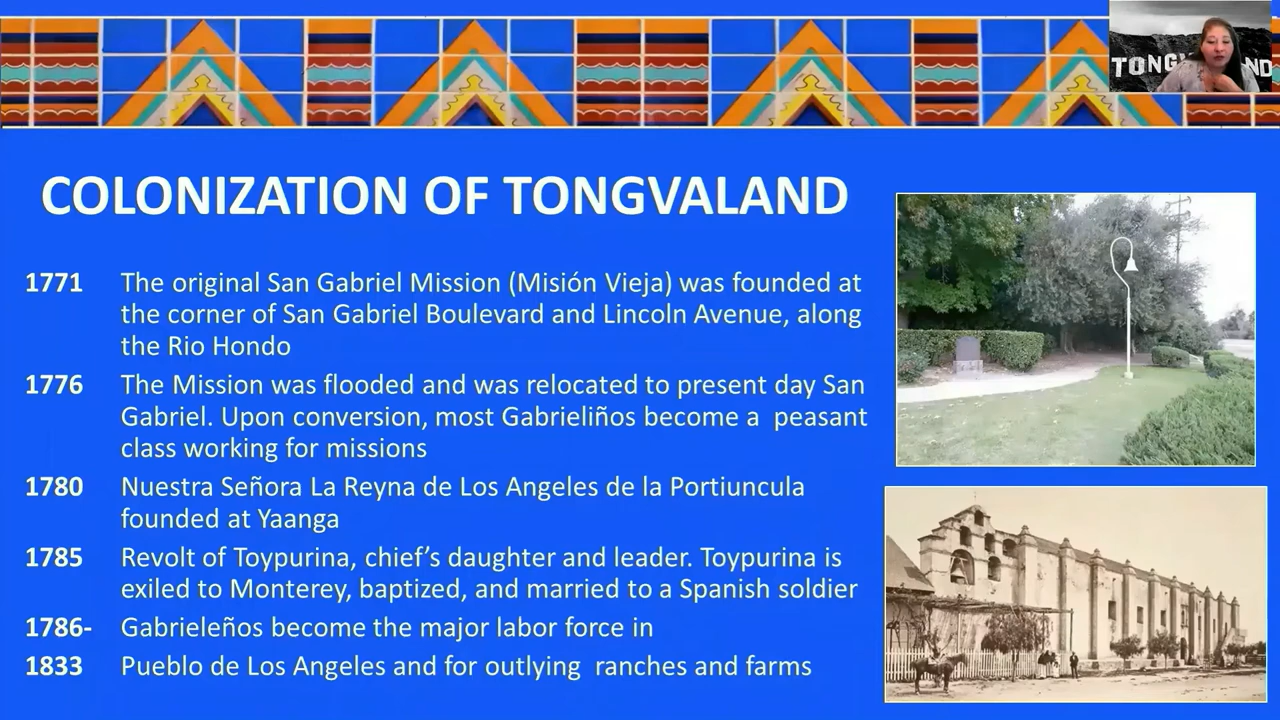 TONGV ND
COLONIZATION OF TONGVALAND
1771 The original San Gabriel Mission (Misión Vieja) was founded at
the corner of San Gabriel Boulevard and Lincoln Avenue, along
the Rio Hondo
1776 The Mission was flooded and was relocated to present day San
Gabriel. Upon conversion, most Gabrieliños become a peasant
class working for missions
1780 Nuestra Señora La Reyna de Los Angeles de la Portiuncula
founded at Yaanga
1785 Revolt of Toypurina, chief’s daughter and leader. Toypurina is
exiled to Monterey, baptized, and married to a Spanish soldier
1786- Gabrieleños become the major labor force in
1833 Pueblo de Los Angeles and for outlying ranches and farms